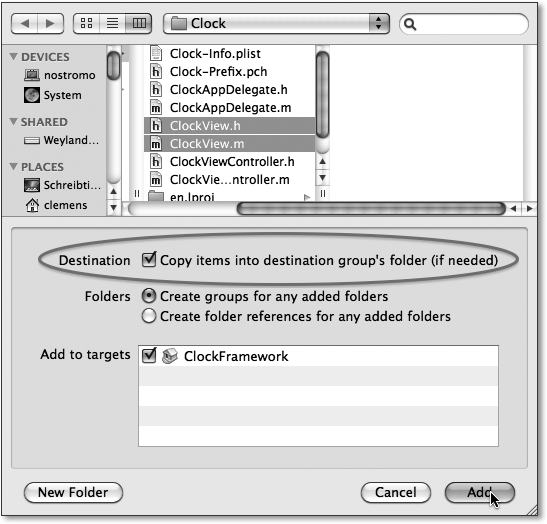 Clock
DEVICES
nostromo
System
SHARED
Weyland...
PLACES
Schreibti...
clemens
Clock-Info.plist
h Clock-Prefix.pch
h ClockAppDelegate.h
m ClockAppDelegate.m
h ClockView.h
m ClockView.m
h ClockViewController.h
m ClockVie...ntroller.m
en.lproj
Destination Copy items into destination group's folder (if needed)
Folders Create groups for any added folders
Create folder references for any added folders
Add to targets ClockFramework
New Folder Cancel Add